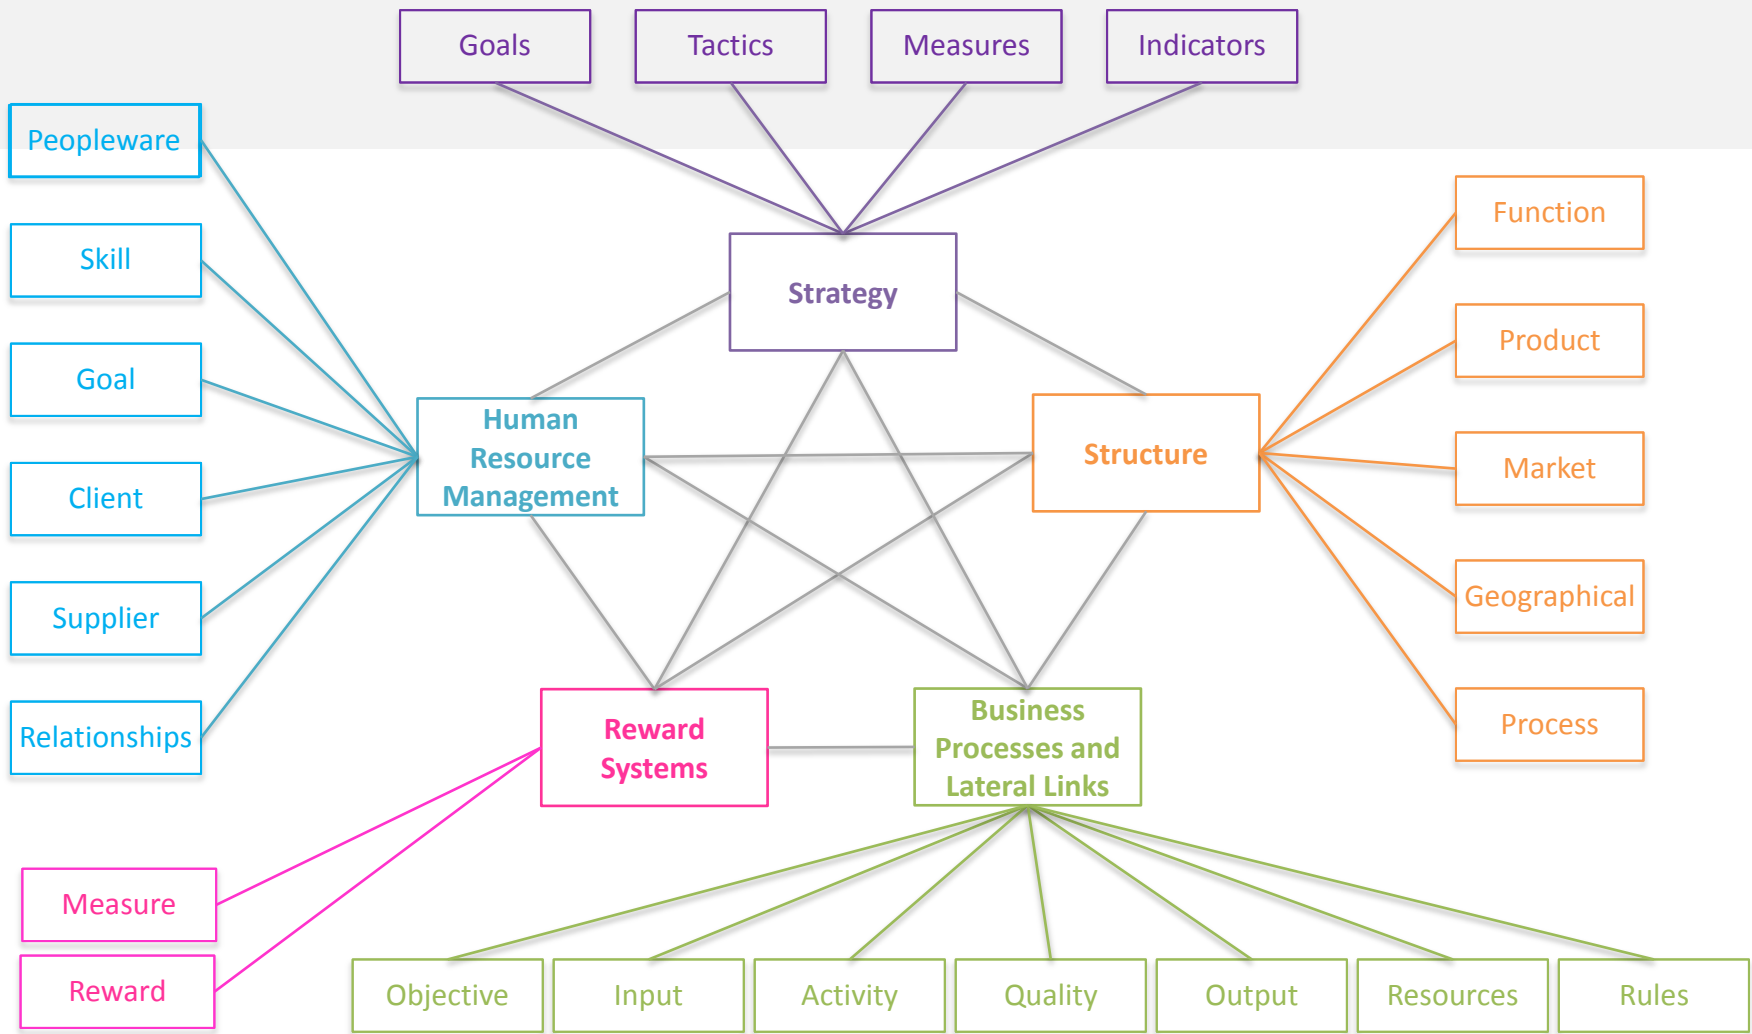 Goals
Tactics
Measures
Indicators
Peopleware
Skill
Goal
Client
Supplier
Relationships
Strategy
Human
Resource
Management
Structure
Function
Product
Market
Geographical
Process
Reward
Systems
Business
Processes and
Lateral Links
Measure
Reward
Objective
Input
Activity
Quality
Output
Resources
Rules